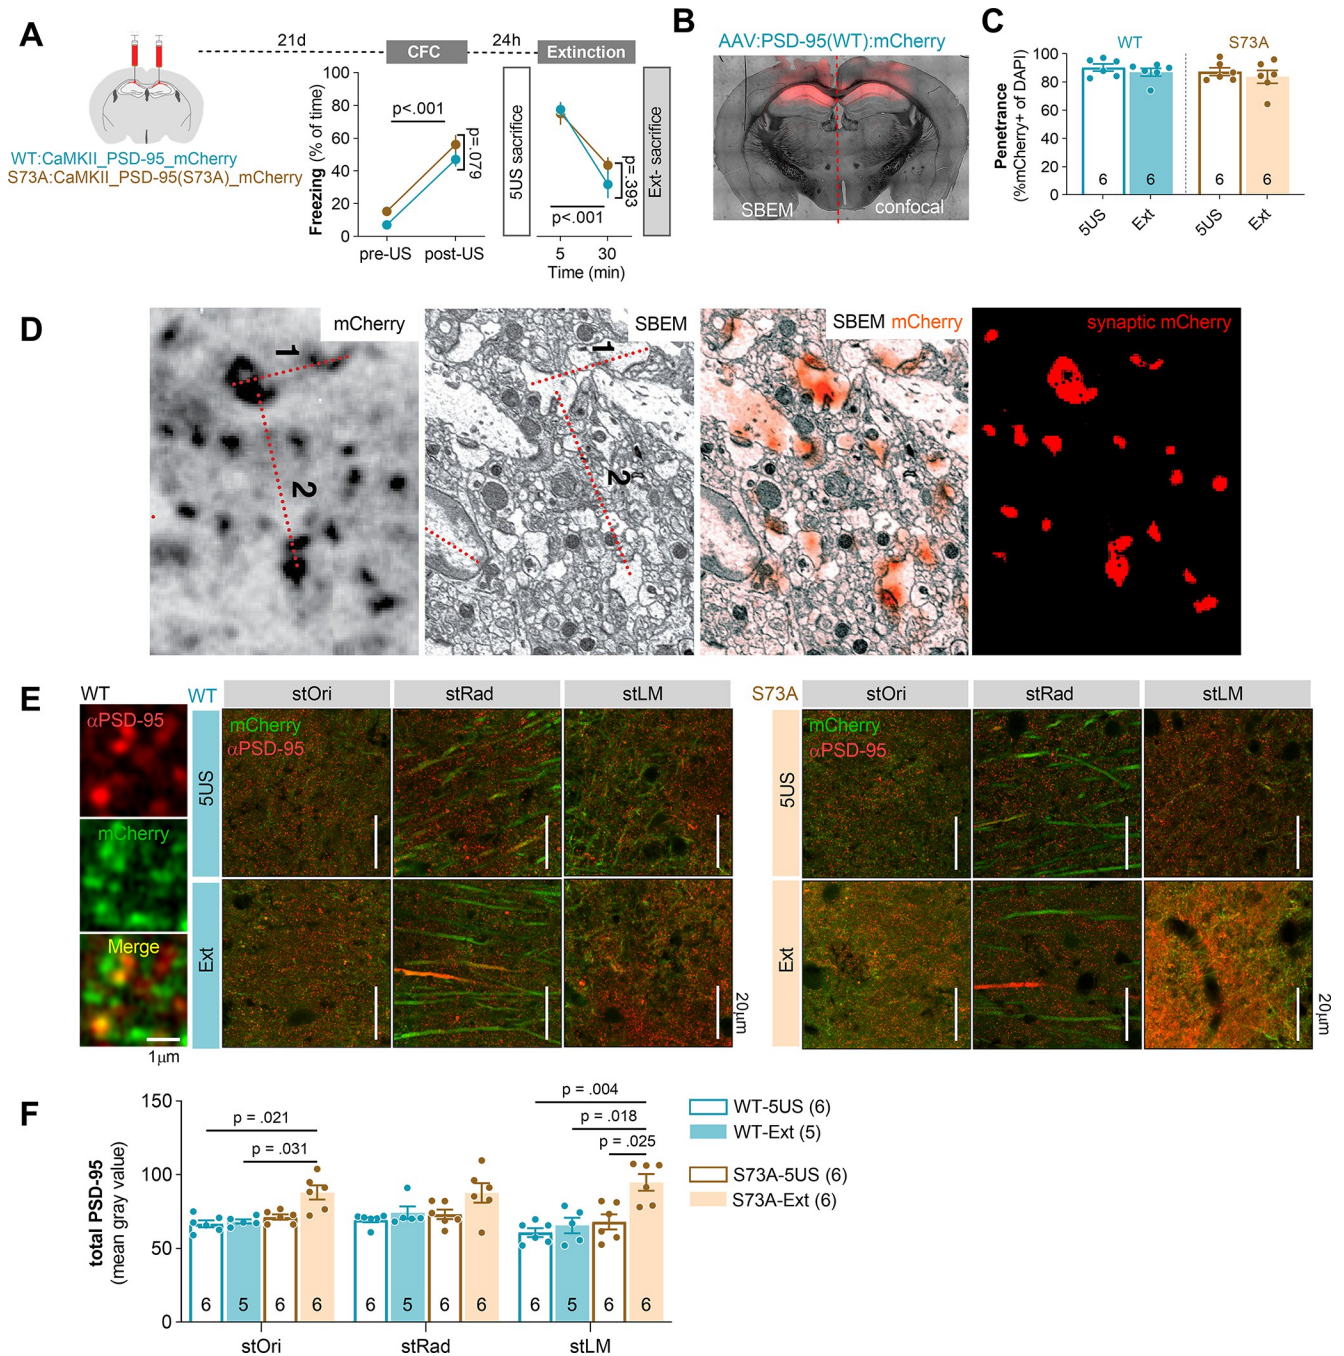 A
21d
CFC
24h
Extinction
WT:CaMKII_PSD-95_mCherry
S73A:CaMKII_PSD-95(S73A)_mCherry
Freezing (% of time)
100
80
60
40
20
0
p<.001
p=.079
pre-US
post-US
5US sacrifice
p=.393
p<.001
5
30
Time (min)
Ext- sacrifice
B
AAV:PSD-95(WT):mCherry
SBEM
confocal
C
WT
S73A
Penetrance
(%mCherry+ of DAPI)
100
80
60
40
20
0
6
6
6
6
5US
Ext
5US
Ext
D
mCherry
SBEM
SBEM mCherry
synaptic mCherry
1
2
1
2
E
WT
αPSD-95
mCherry
Merge
1µm
WT
stOri
stRad
stLM
5US
mCherry
αPSD-95
Ext
20µm
S73A
stOri
stRad
stLM
5US
mCherry
αPSD-95
Ext
20µm
F
total PSD-95
(mean gray value)
150
100
50
0
p = .021
p = .031
p = .004
p = .018
p = .025
6
5
6
6
6
5
6
6
6
5
6
6
stOri
stRad
stLM
WT-5US (6)
WT-Ext (5)
S73A-5US (6)
S73A-Ext (6)